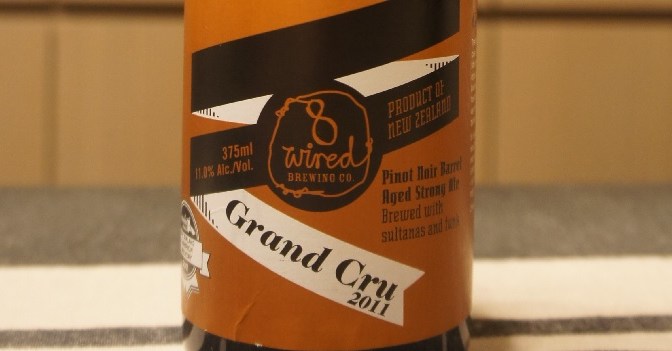 PRODUCT OF
NEW ZEALAND
8
wired
BREWING CO.
375ml
11.0% Alc./Vol.
Pinot Noir Barrel
Aged Strong Ale
Brewed with
sultanas and
Grand Cru
2011